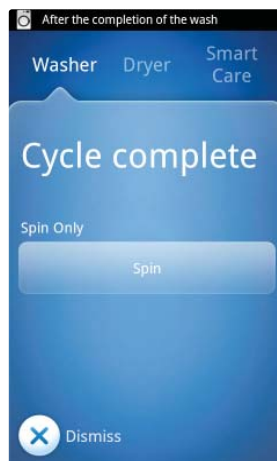 After the completion of the wash
Washer Dryer Smart Care
Cycle complete
Spin Only
Spin
Dismiss